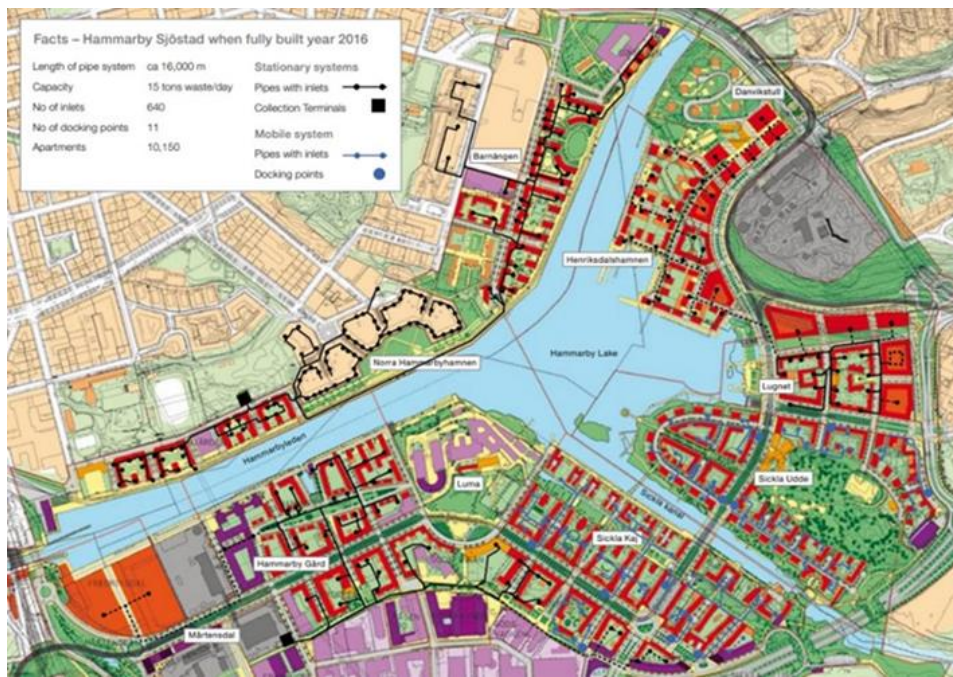 Facts – Hammarby Sjöstad when fully built year 2016
Length of pipe system ca 16,000 m
Capacity 15 tons waste/day
No of inlets 640
No of docking points 11
Apartments 10,150
Stationary systems
Pipes with inlets
Collection Terminals
Mobile system
Pipes with inlets
Docking points
Danvikstull
Barnängen
Henriksdalshamnen
Hammarby Lake
Norra Hammarbyhamnen
Lugnet
Hammarbyleden
Luma
Sickla Udde
Sickla kanal
Sickla Kaj
Hammarby Gård
Mårtensdal